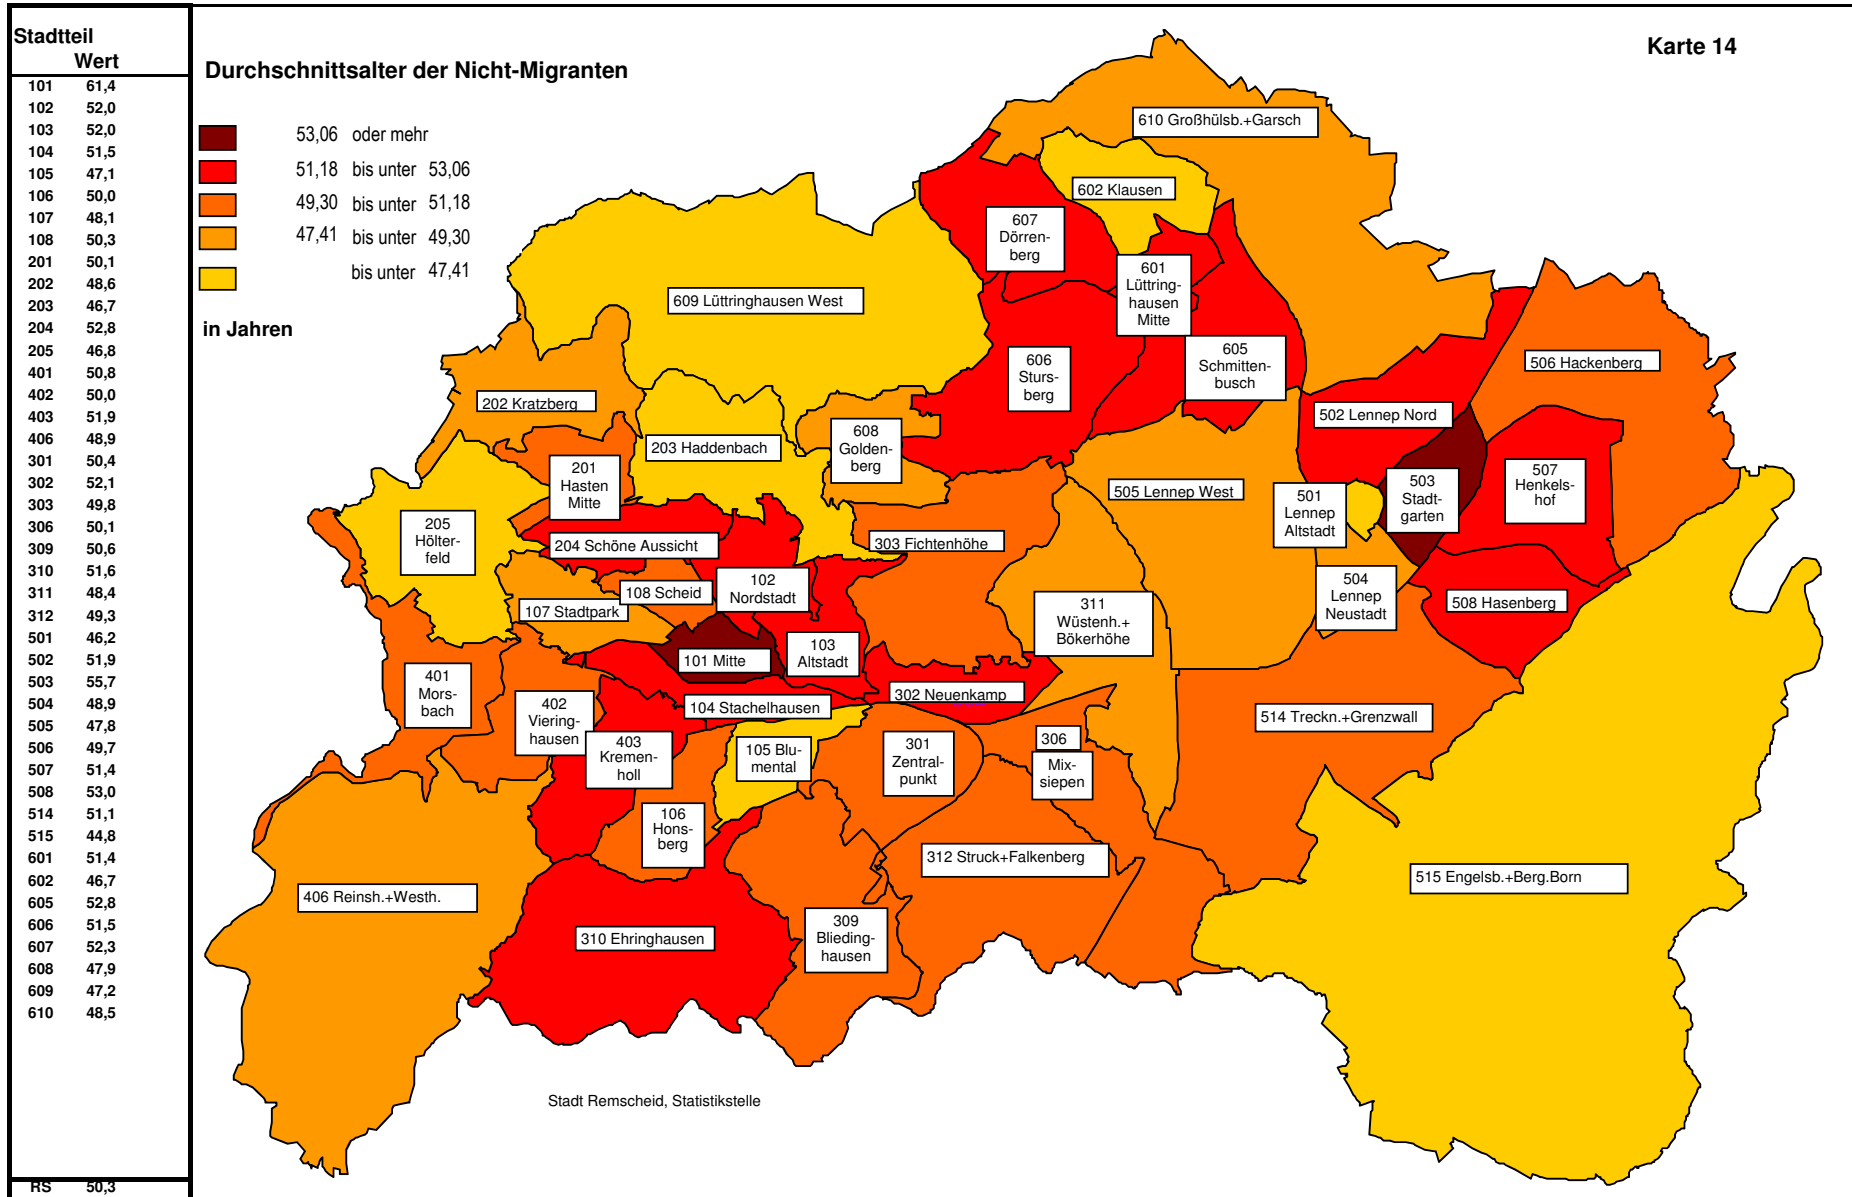 Stadtteil
Wert
101 61,4
102 52,0
103 52,0
104 51,5
105 47,1
106 50,0
107 48,1
108 50,3
201 50,1
202 48,6
203 46,7
204 52,8
205 46,8
401 50,8
402 50,0
403 51,9
406 48,9
301 50,4
302 52,1
303 49,8
306 50,1
309 50,6
310 51,6
311 48,4
312 49,3
501 46,2
502 51,9
503 55,7
504 48,9
505 47,8
506 49,7
507 51,4
508 53,0
514 51,1
515 44,8
601 51,4
602 46,7
605 52,8
606 51,5
607 52,3
608 47,9
609 47,2
610 48,5
RS 50,3
Karte 14
Durchschnittsalter der Nicht-Migranten
53,06 oder mehr
51,18 bis unter 53,06
49,30 bis unter 51,18
47,41 bis unter 49,30
bis unter 47,41
in Jahren
610 Großhülsb.+Garsch
602 Klausen
607
Dörren-
berg
601
Lüttring-
hausen
Mitte
609 Lüttringhausen West
605
Schmitten-
busch
606
Sturs-
berg
506 Hackenberg
202 Kratzberg
502 Lennep Nord
608
Golden-
berg
203 Haddenbach
201
Hasten
Mitte
507
Henkels-
hof
503
Stadt-
garten
505 Lennep West
501
Lennep
Altstadt
205
Hölter-
feld
204 Schöne Aussicht
303 Fichtenhöhe
102
Nordstadt
504
Lennep
Neustadt
108 Scheid
107 Stadtpark
311
Wüstenh.+
Bökerhöhe
508 Hasenberg
103
Altstadt
101 Mitte
401
Mors-
bach
302 Neuenkamp
402
Viering-
hausen
104 Stachelhausen
514 Treckn.+Grenzwall
403
Kremen-
holl
105 Blu-
mental
301
Zentral-
punkt
306
Mix-
siepen
106
Hons-
berg
312 Struck+Falkenberg
515 Engelsb.+Berg.Born
406 Reinsh.+Westh.
310 Ehringhausen
309
Blieding-
hausen
Stadt Remscheid, Statistikstelle